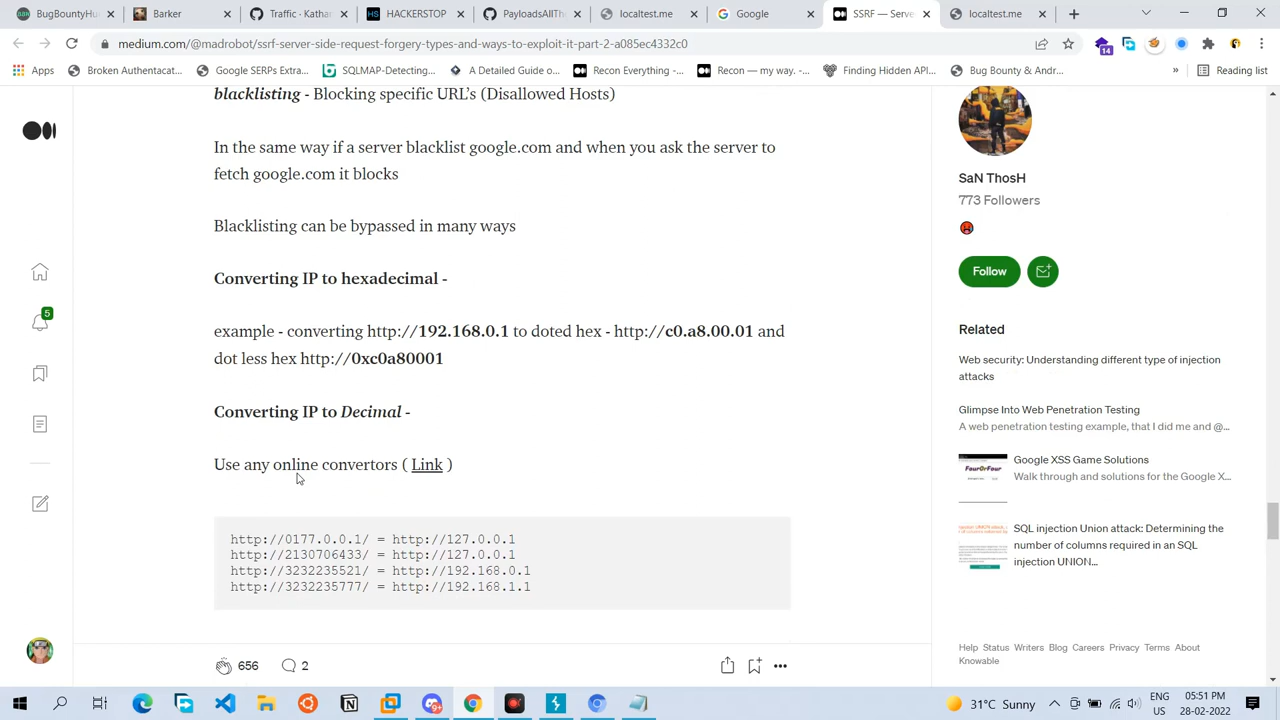 BugBountyHu
Barker
Traffic · Kathar
HACKERSTOP
PayloadsAllThe
localtest.me
Google
SSRF — Serve
localtest.me
medium.com/@madrobot/ssrf-server-side-request-forgery-types-and-ways-to-exploit-it-part-2-a085ec4332c0
14
Apps
Broken Authentacat...
Google SERPs Extra...
SQLMAP-Detecting...
A Detailed Guide o...
Recon Everything -...
Recon — my way. -...
Finding Hidden API...
Bug Bounty & Andr...
»
Reading list
blacklisting - Blocking specific URL's (Disallowed Hosts)
In the same way if a server blacklist google.com and when you ask the server to
fetch google.com it blocks
Blacklisting can be bypassed in many ways
Converting IP to hexadecimal -
example - converting http://192.168.0.1 to doted hex - http://c0.a8.00.01 and
dot less hex http://0xc0a80001
Converting IP to Decimal -
Use any online convertors ( Link )
http://0177.0.0.1/ = http://127.0.0.1
http://2130706433/ = http://127.0.0.1
http://3232235521/ = http://192.168.0.1
http://3232235777/ = http://192.168.1.1
656
2
5
SaN ThosH
773 Followers
Follow
Related
Web security: Understanding different type of injection
attacks
Glimpse Into Web Penetration Testing
A web penetration testing example, that I did me and @...
Google XSS Game Solutions
Walk through and solutions for the Google X...
SQL injection Union attack: Determining the
number of columns required in an SQL
injection UNION...
Help Status Writers Blog Careers Privacy Terms About
Knowable
31°C Sunny
ENG
US
05:51 PM
28-02-2022